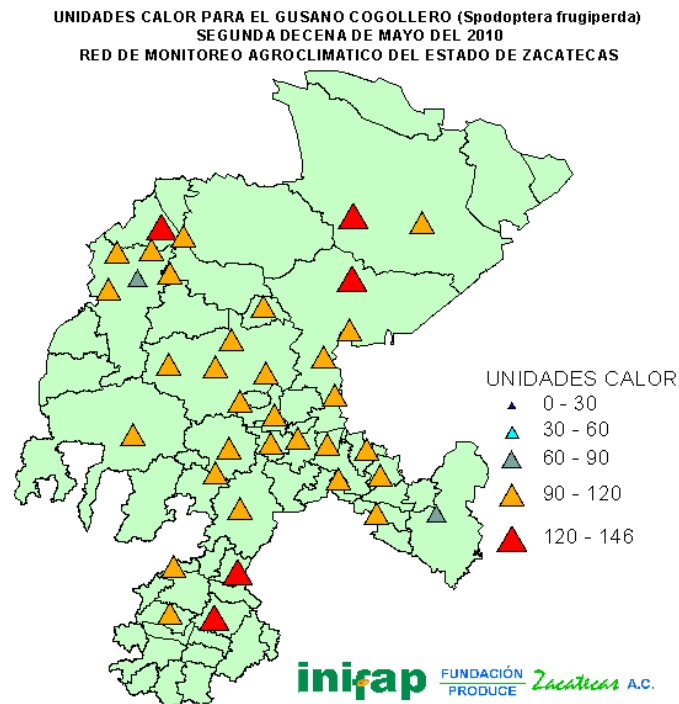 UNIDADES CALOR PARA EL GUSANO COGOLLERO (Spodoptera frugiperda)
SEGUNDA DECENA DE MAYO DEL 2010
RED DE MONITOREO AGROCLIMATICO DEL ESTADO DE ZACATECAS
UNIDADES CALOR
0 - 30
30 - 60
60 - 90
90 - 120
120 - 146
inifap
FUNDACIÓN
PRODUCE
Zacatecas A.C.